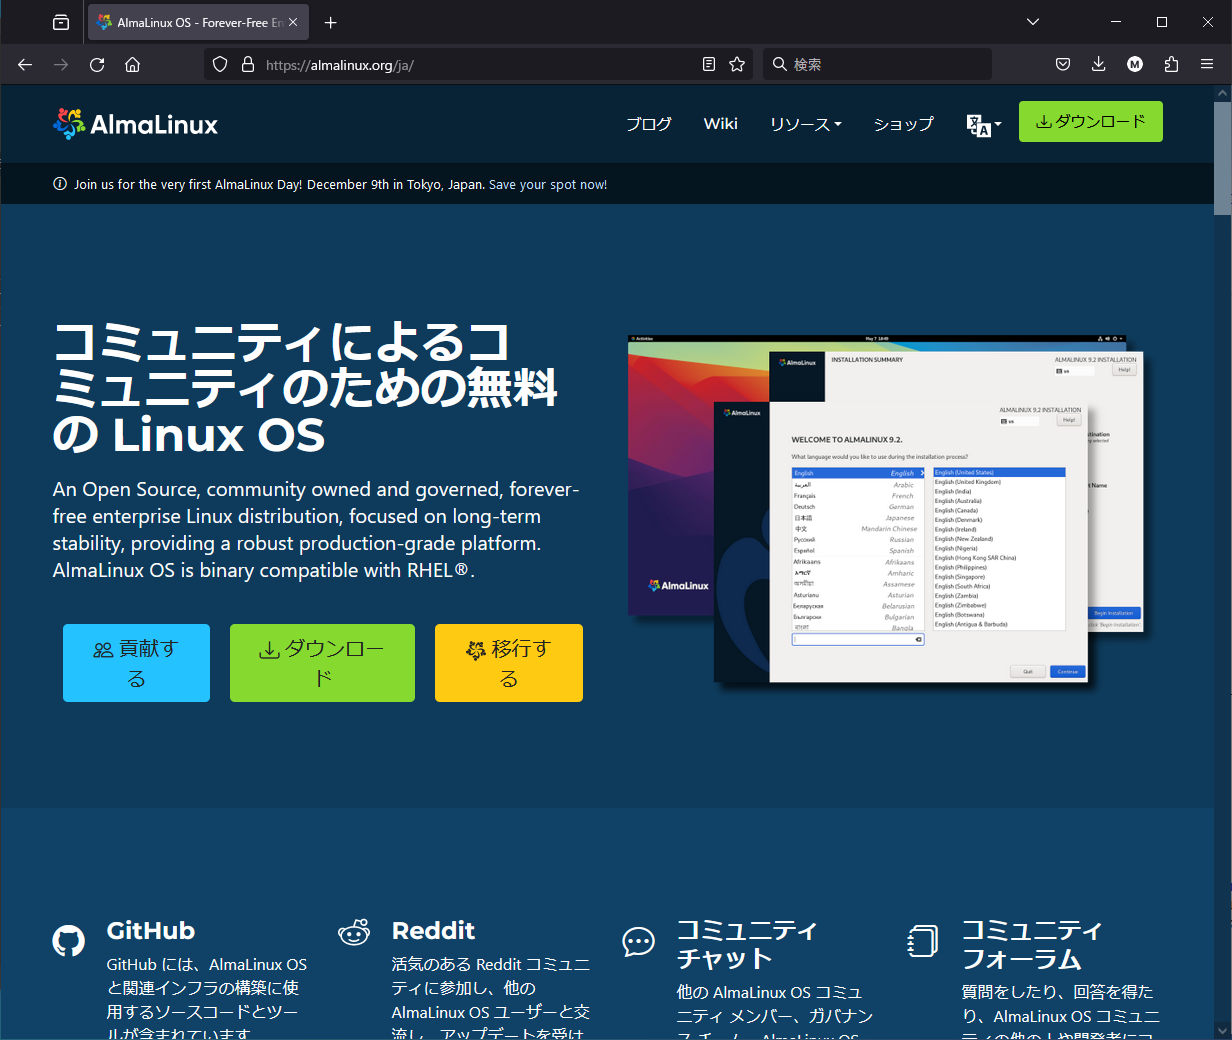 AlmaLinux OS - Forever-Free En
https://almalinux.org/ja/
検索
M
AlmaLinux
ブログ
Wiki
リソース
ショップ
ダウンロード
Join us for the very first AlmaLinux Day! December 9th in Tokyo, Japan. Save your spot now!
コミュニティによるコ
ミュニティのための無料
の Linux OS
An Open Source, community owned and governed, forever-
free enterprise Linux distribution, focused on long-term
stability, providing a robust production-grade platform.
AlmaLinux OS is binary compatible with RHEL®.
貢献す
る
ダウンロー
ド
移行す
る
Activities
May 7 18:49
AlmaLinux
INSTALLATION SUMMARY
ALMALINUX 9.2 INSTALLATION
us
Help!
AlmaLinux
ALMALINUX 9.2 INSTALLATION
us
Help!
WELCOME TO ALMALINUX 9.2.
What language would you like to use during the installation process?
English English
العربية Arabic
Français French
Deutsch German
日本語 Japanese
中文 Mandarin Chinese
Русский Russian
Español Spanish
Afrikaans Afrikaans
አማርኛ Amharic
অসমীয়া Assamese
Asturianu Asturian
Беларуская Belarusian
Български Bulgarian
বাংলা Bangla
English (United States)
English (United Kingdom)
English (India)
English (Australia)
English (Canada)
English (Denmark)
English (Ireland)
English (New Zealand)
English (Nigeria)
English (Hong Kong SAR China)
English (Philippines)
English (Singapore)
English (South Africa)
English (Zambia)
English (Zimbabwe)
English (Botswana)
English (Antigua & Barbuda)
Quit
Continue
Begin Installation
click 'Begin Installation'.
AlmaLinux
GitHub
GitHub には、AlmaLinux OS
と関連インフラの構築に使
用するソースコードとツー
ルが含まれています
Reddit
活気のある Reddit コミュニ
ティに参加し、他の
AlmaLinux OS ユーザーと交
流し、アップデートを受け
コミュニティ
チャット
他の AlmaLinux OS コミュ
ニティ メンバー、ガバナン
ス チーム、AlmaLinux OS
コミュニティ
フォーラム
質問をしたり、回答を得た
り、AlmaLinux OS コミュニ
ティの他の人や開発者にコ